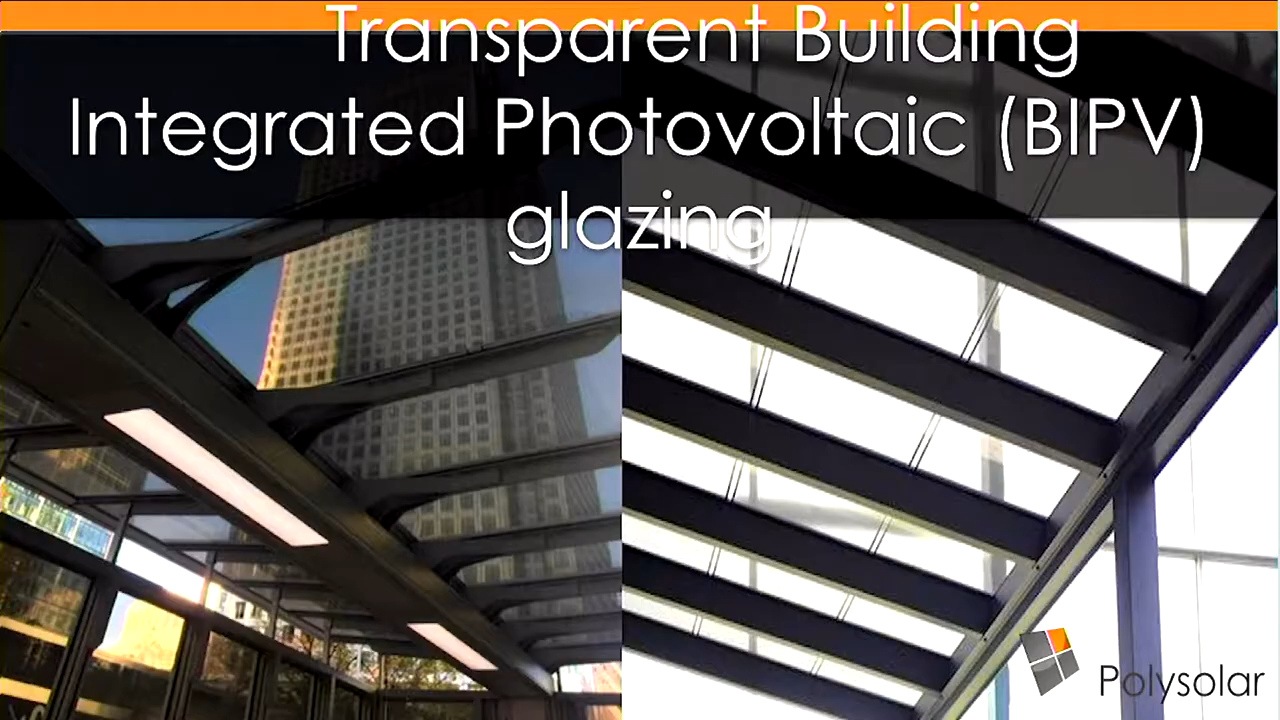 Transparent Building
Integrated Photovoltaic (BIPV)
glazing
Polysolar